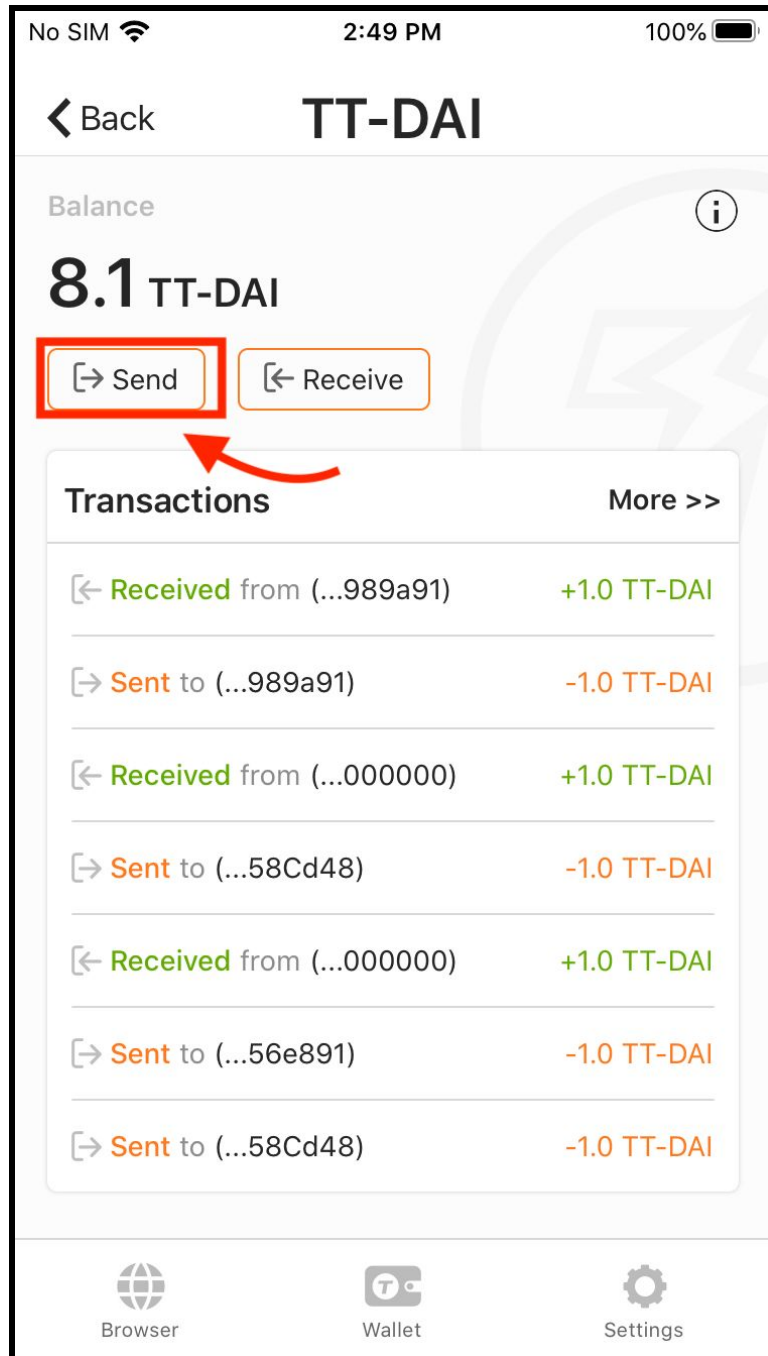 No SIM 2:49 PM 100%
Back TT-DAI
Balance
8.1 TT-DAI
Send Receive
Transactions More >>
Received from (...989a91) +1.0 TT-DAI
Sent to (...989a91) -1.0 TT-DAI
Received from (...000000) +1.0 TT-DAI
Sent to (...58Cd48) -1.0 TT-DAI
Received from (...000000) +1.0 TT-DAI
Sent to (...56e891) -1.0 TT-DAI
Sent to (...58Cd48) -1.0 TT-DAI
Browser Wallet Settings